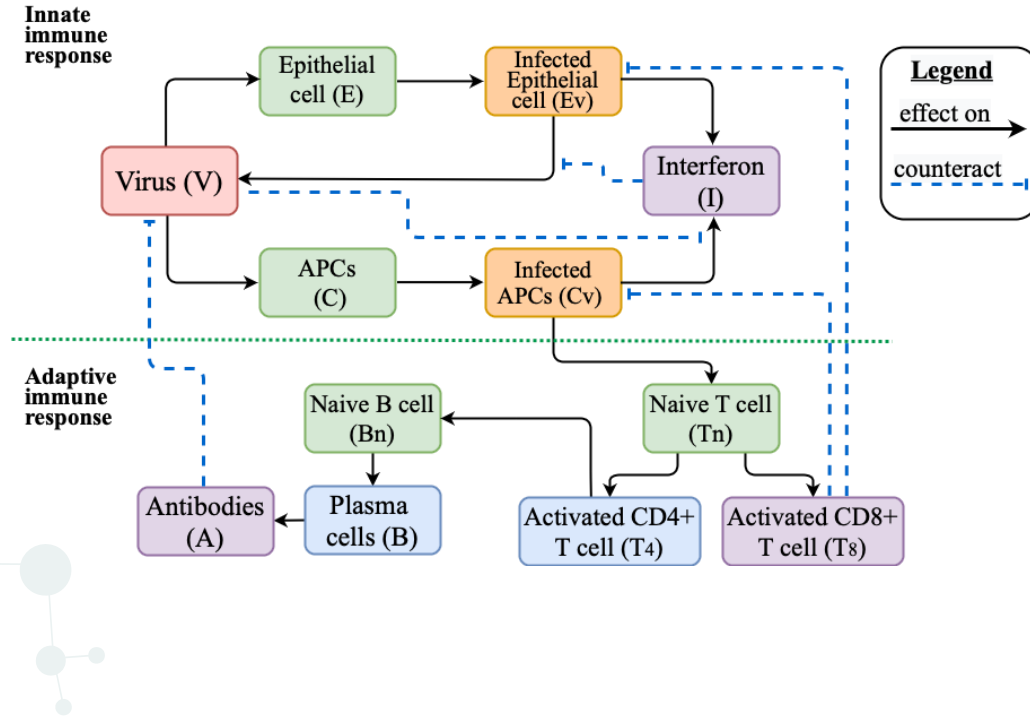 Innate
immune
response
Epithelial
cell (E)
Infected
Epithelial
cell (Ev)
Legend
effect on
counteract
Virus (V)
Interferon
(I)
APCs
(C)
Infected
APCs (Cv)
Adaptive
immune
response
Naive B cell
(Bn)
Naive T cell
(Tn)
Antibodies
(A)
Plasma
cells (B)
Activated CD4+
T cell (T4)
Activated CD8+
T cell (T8)